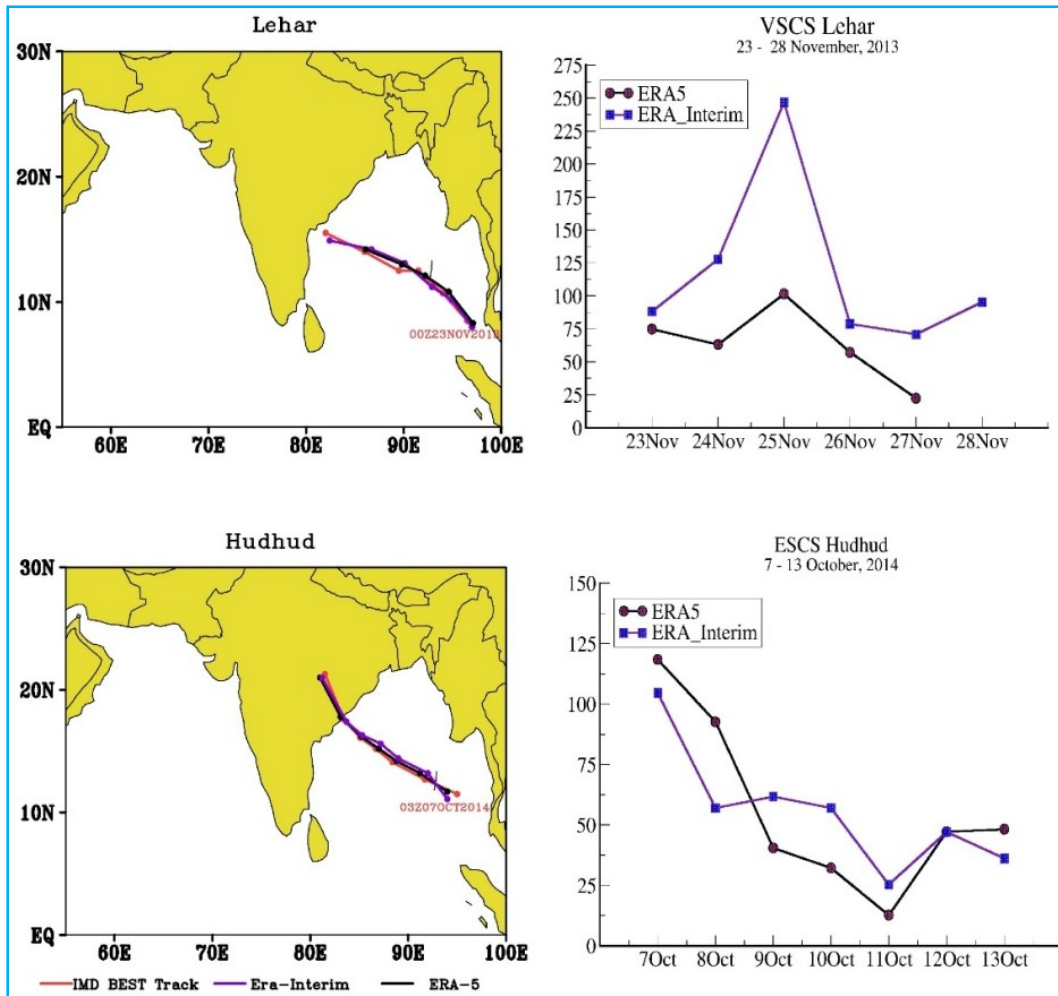 Lehar
30N
20N
10N
EQ
60E 70E 80E 90E 100E
00Z23NOV2013
VSCS Lehar
23 - 28 November, 2013
275
250
225
200
175
150
125
100
75
50
25
0
ERA5
ERA_Interim
23Nov 24Nov 25Nov 26Nov 27Nov 28Nov
Hudhud
30N
20N
10N
EQ
60E 70E 80E 90E 100E
03Z07OCT2014
ESCS Hudhud
7 - 13 October, 2014
150
125
100
75
50
25
0
ERA5
ERA_Interim
7Oct 8Oct 9Oct 10Oct 11Oct 12Oct 13Oct
IMD BEST Track Era-Interim ERA-5